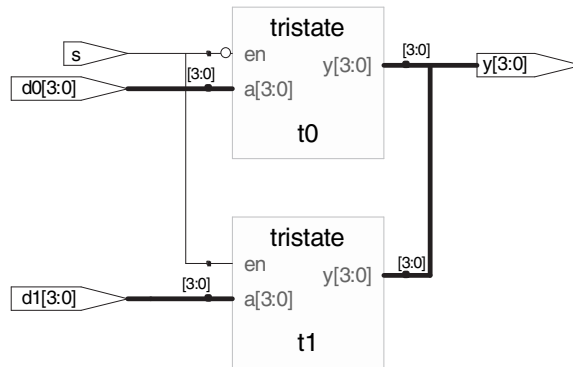 tristate
s
en
[3:0]
[3:0]
y[3:0]
y[3:0]
d0[3:0]
a[3:0]
t0
tristate
en
[3:0]
y[3:0]
[3:0]
d1[3:0]
a[3:0]
t1